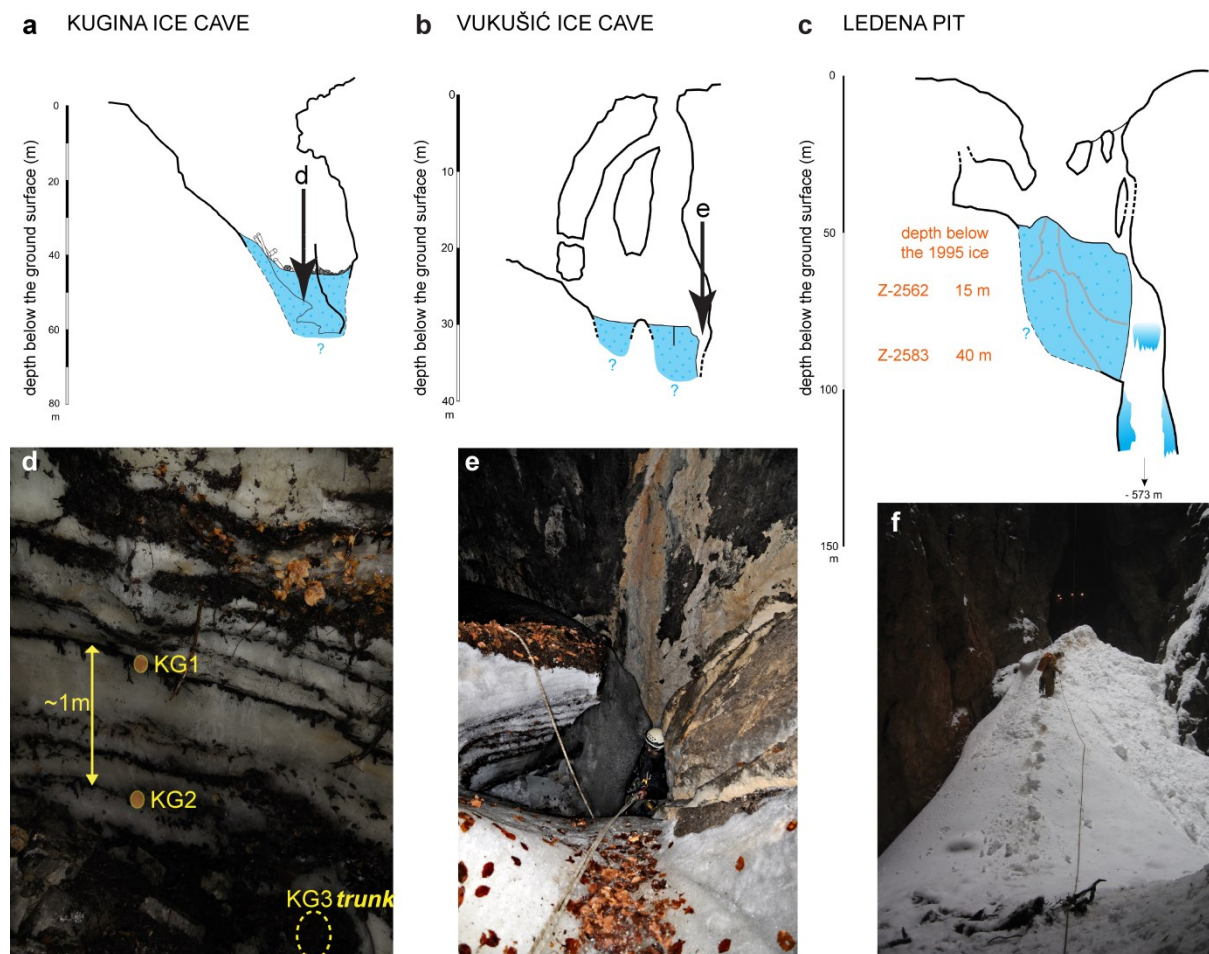 a KUGINA ICE CAVE
b VUKUŠIĆ ICE CAVE
c LEDENA PIT
depth below the ground surface (m)
0
20
40
60
80
m
d
?
depth below the ground surface (m)
0
10
20
30
40
m
e
?
?
depth below the ground surface (m)
0
50
100
150
m
depth below
the 1995 ice
Z-2562 15 m
Z-2583 40 m
?
- 573 m
d
KG1
~1m
KG2
KG3 trunk
e
f